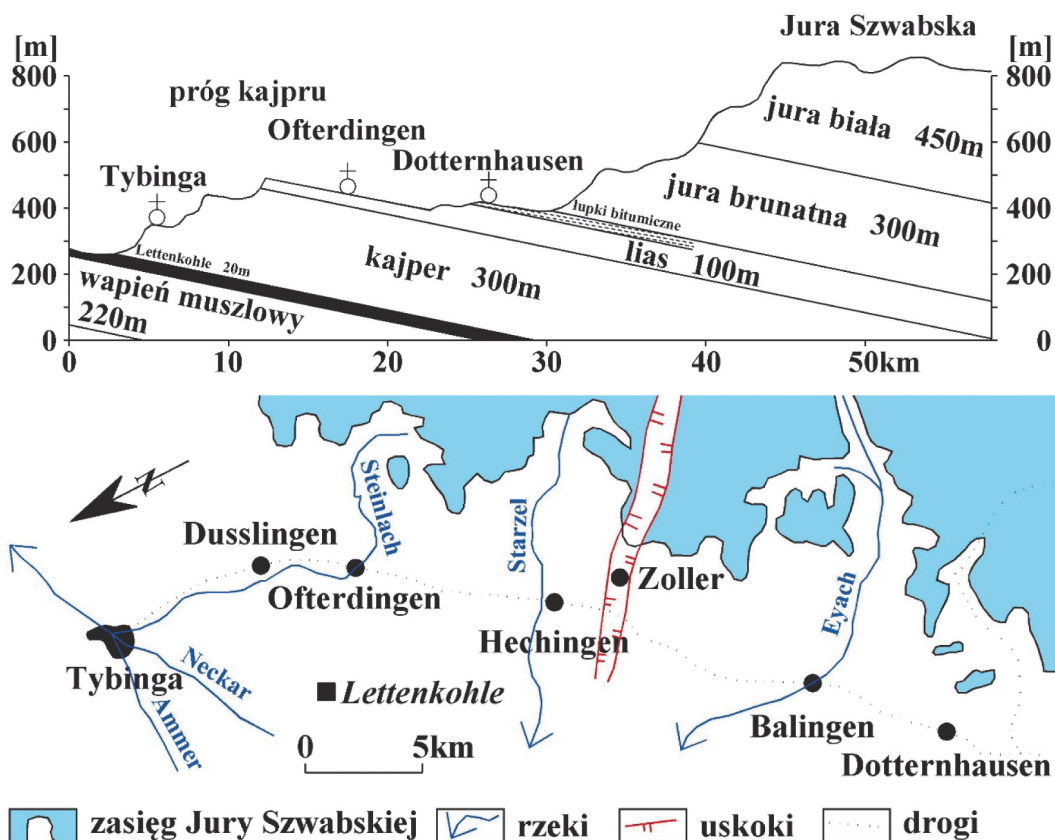 Jura Szwabska
[m]
[m]
800
800
próg kajpru
Ofterdingen
jura biała 450m
600
600
Tybinga
Dotternhausen
łupki bitumiczne
jura brunatna 300m
400
400
Lettenkohle 20m
lias 100m
kajper 300m
200
200
wapień muszlowy
220m
0
0
0 10 20 30 40 50km
N
Steinlach
Starzel
Dusslingen
Ofterdingen
Zoller
Hechingen
Eyach
Tybinga
Neckar
Ammer
Lettenkohle
Balingen
0 5km
Dotternhausen
zasięg Jury Szwabskiej rzeki uskoki drogi